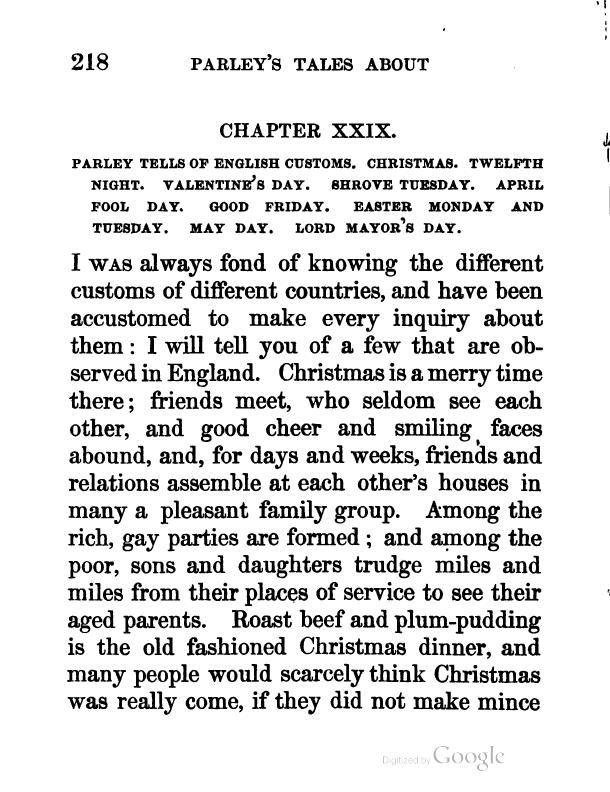 218 PARLEY'S TALES ABOUT
CHAPTER XXIX.
PARLEY TELLS OF ENGLISH CUSTOMS. CHRISTMAS. TWELFTH
NIGHT. VALENTINE'S DAY. SHROVE TUESDAY. APRIL
FOOL DAY. GOOD FRIDAY. EASTER MONDAY AND
TUESDAY. MAY DAY. LORD MAYOR'S DAY.
I WAS always fond of knowing the different
customs of different countries, and have been
accustomed to make every inquiry about
them : I will tell you of a few that are ob-
served in England. Christmas is a merry time
there; friends meet, who seldom see each
other, and good cheer and smiling faces
abound, and, for days and weeks, friends and
relations assemble at each other's houses in
many a pleasant family group. Among the
rich, gay parties are formed ; and among the
poor, sons and daughters trudge miles and
miles from their places of service to see their
aged parents. Roast beef and plum-pudding
is the old fashioned Christmas dinner, and
many people would scarcely think Christmas
was really come, if they did not make mince
Digitized by Google